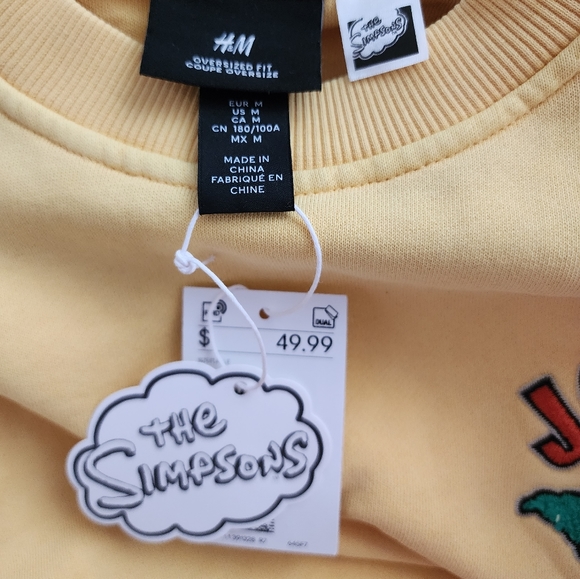 H&M
OVERSIZED FIT
COUPE OVERSIZE
THE
SIMPSONS
EUR M
US M
CA M
CN 180/100A
MX M
MADE IN
CHINA
FABRIQUÉ EN
CHINE
DUAL
$ 49.99
THE
SIMPSONS
J